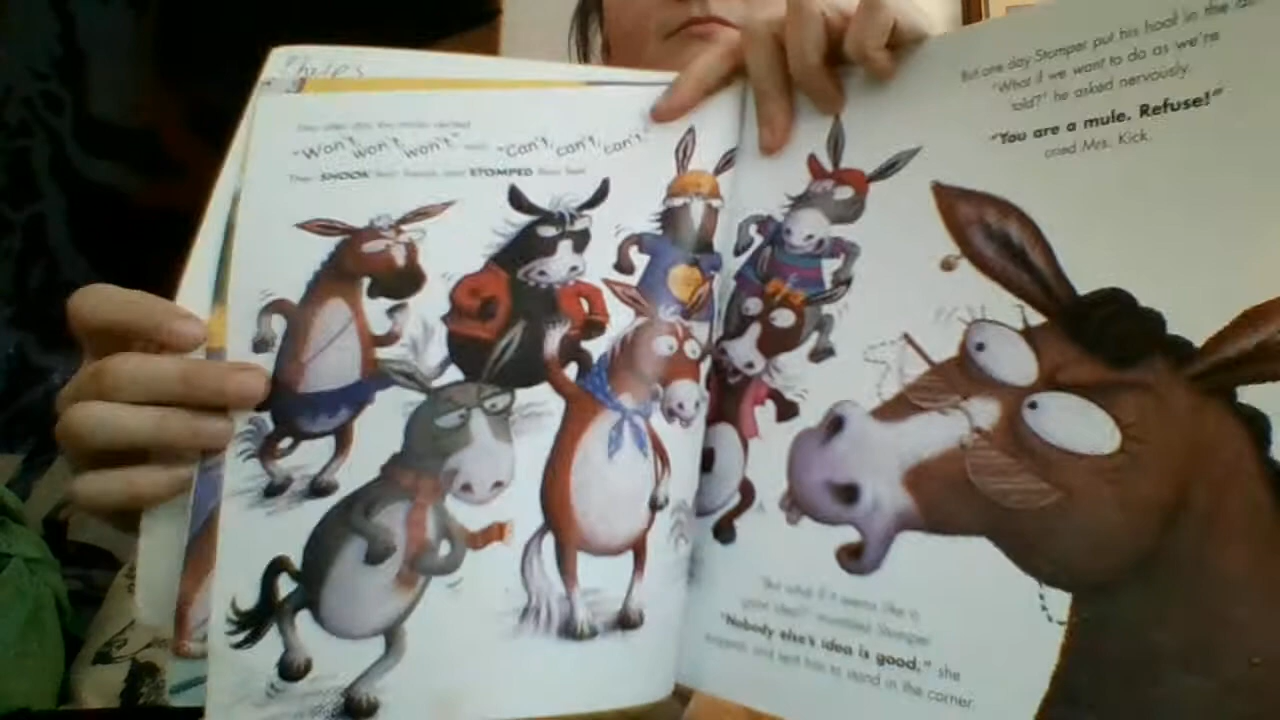 helps
"Won't, won't, won't," "Can't, can't, can't."
They SHOOK their heads and STOMPED their feet.
But one day Stomper put his hoof in the
"What if we want to do as we're
told?" he asked nervously.
"You are a mule. Refuse!"
cried Mrs. Kick.
"But what if it seems like a
good idea?" mumbled Stomper.
"Nobody else's idea is good," she
snapped, and sent him to stand in the corner.